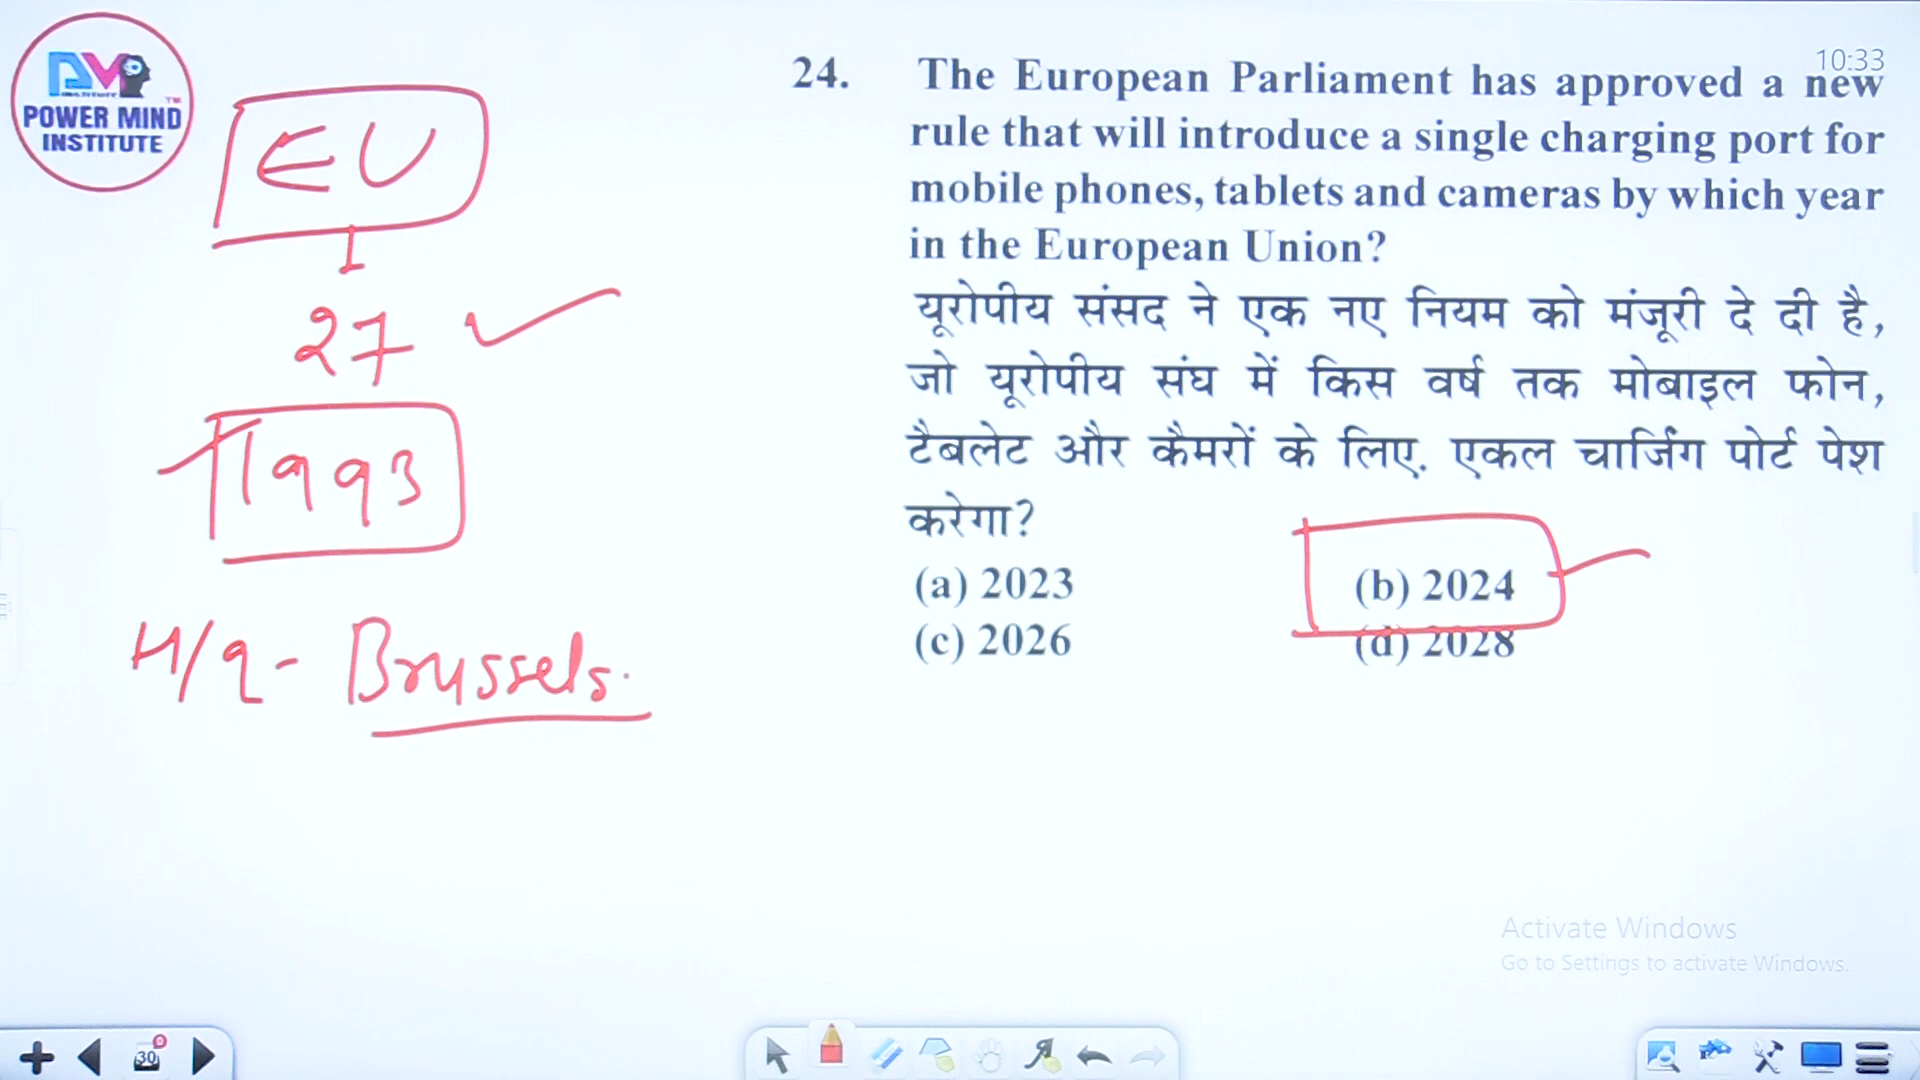 POWER MIND
INSTITUTE
TM
EU
27
1993
H/q- Brussels.
10:33
24. The European Parliament has approved a new
rule that will introduce a single charging port for
mobile phones, tablets and cameras by which year
in the European Union?
यूरोपीय संसद ने एक नए नियम को मंजूरी दे दी है,
जो यूरोपीय संघ में किस वर्ष तक मोबाइल फोन,
टैबलेट और कैमरों के लिए. एकल चार्जिंग पोर्ट पेश
करेगा?
(a) 2023 (b) 2024
(c) 2026 (d) 2028
Activate Windows
Go to Settings to activate Windows.
30